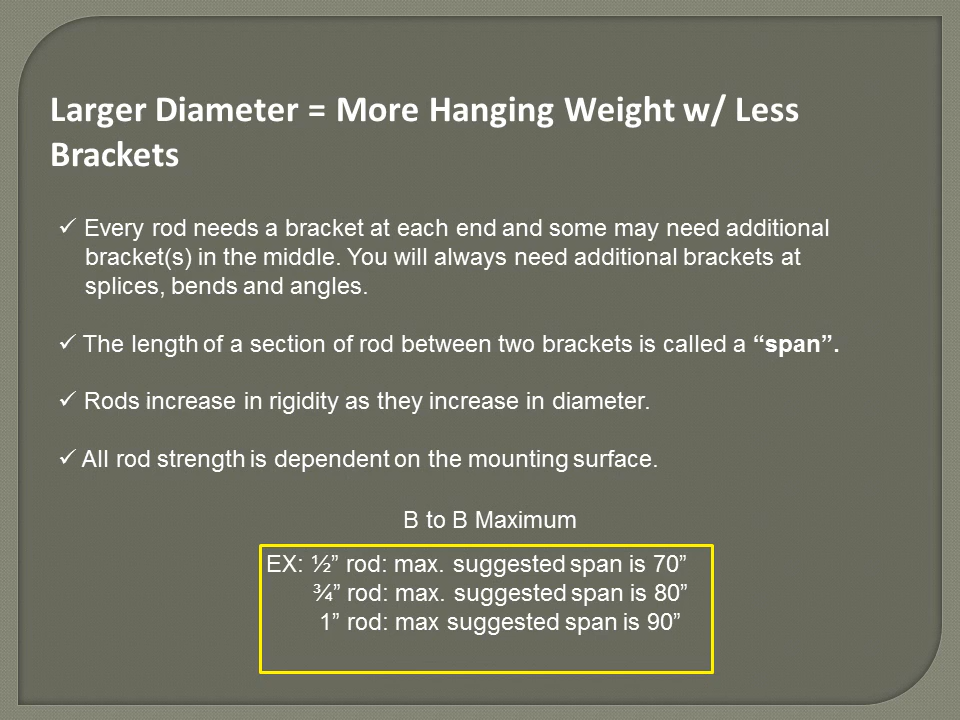 Larger Diameter = More Hanging Weight w/ Less
Brackets
✓ Every rod needs a bracket at each end and some may need additional
bracket(s) in the middle. You will always need additional brackets at
splices, bends and angles.
✓ The length of a section of rod between two brackets is called a “span”.
✓ Rods increase in rigidity as they increase in diameter.
✓ All rod strength is dependent on the mounting surface.
B to B Maximum
EX: ½” rod: max. suggested span is 70”
¾” rod: max. suggested span is 80”
1” rod: max suggested span is 90”